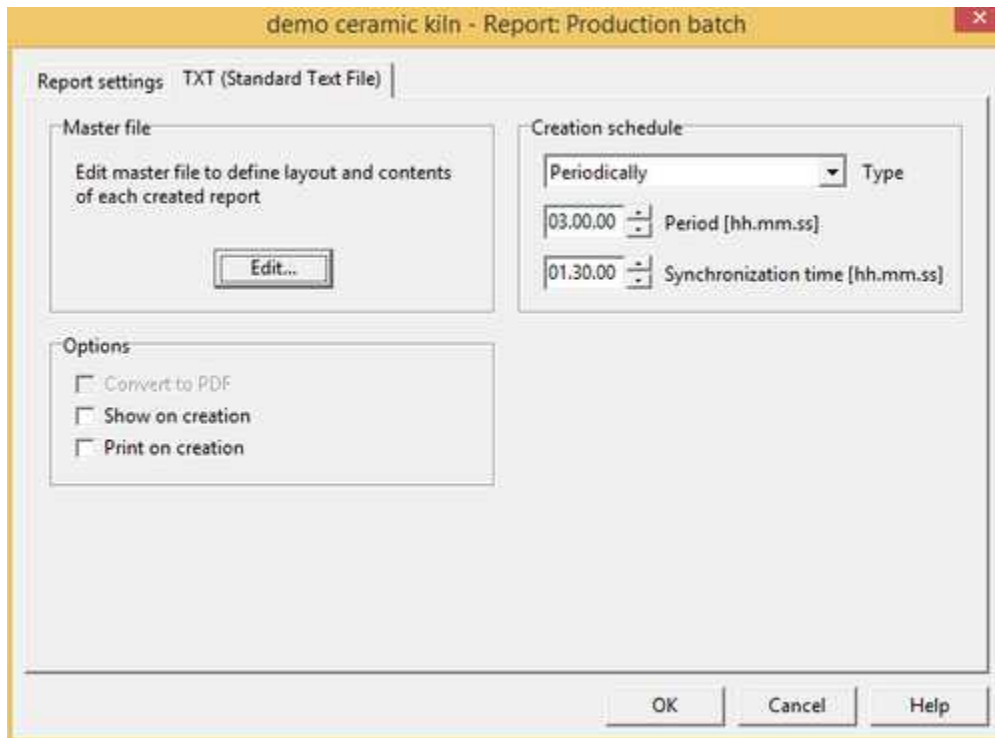 demo ceramic kiln - Report: Production batch
Report settings
TXT (Standard Text File)
Master file
Edit master file to define layout and contents
of each created report
Edit...
Creation schedule
Periodically
Type
03.00.00
Period [hh.mm.ss]
01.30.00
Synchronization time [hh.mm.ss]
Options
Convert to PDF
Show on creation
Print on creation
OK
Cancel
Help